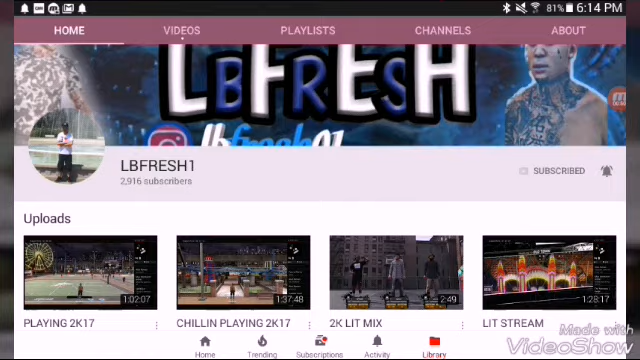 81% 6:14 PM
HOME VIDEOS PLAYLISTS CHANNELS ABOUT
LBFRESH
lbfresh01
LBFRESH1
2,916 subscribers
SUBSCRIBED
Uploads
1:02:07 1:37:48 2:49 1:28:17
PLAYING 2K17 CHILLIN PLAYING 2K17 2K LIT MIX LIT STREAM
Home Trending Subscriptions Activity Library
Made with
VideoShow